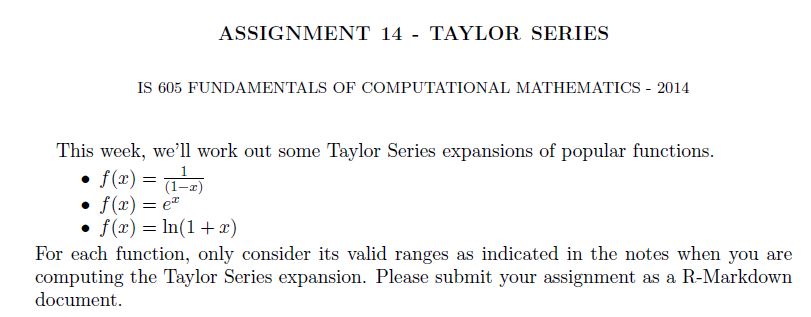 ASSIGNMENT 14 - TAYLOR SERIES
IS 605 FUNDAMENTALS OF COMPUTATIONAL MATHEMATICS - 2014
This week, we'll work out some Taylor Series expansions of popular functions.
• f(x) = 1/(1−x)
• f(x) = eˣ
• f(x) = ln(1 + x)
For each function, only consider its valid ranges as indicated in the notes when you are
computing the Taylor Series expansion. Please submit your assignment as a R-Markdown
document.